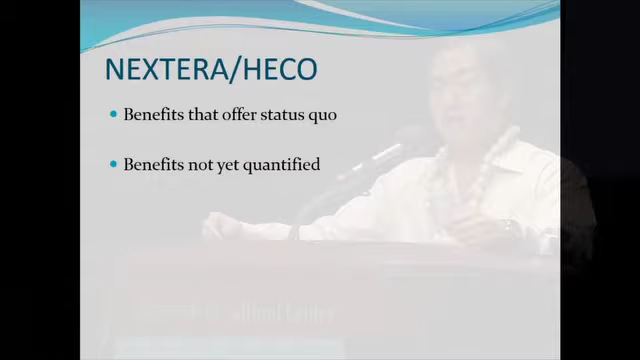 NEXTERA/HECO
• Benefits that offer status quo
• Benefits not yet quantified